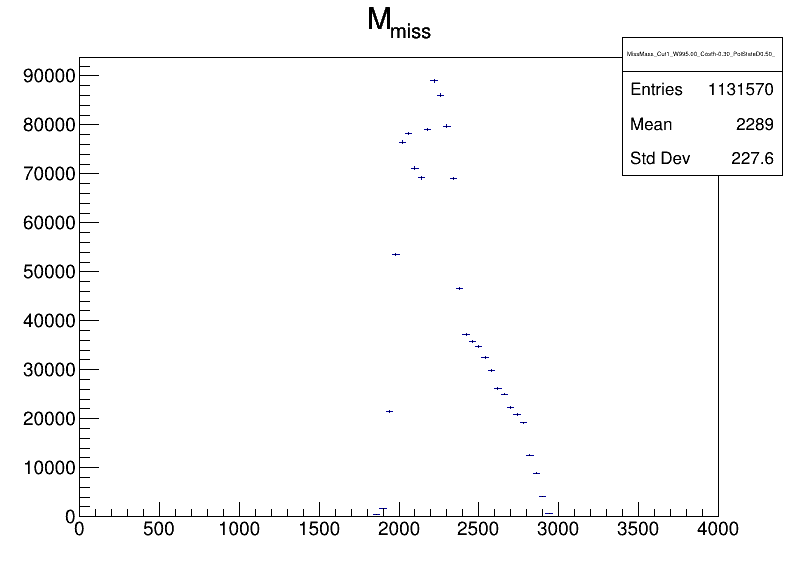 M_miss
MissMass_Cut1_W995.00_Costh-0.30_PolStateD0.50_
Entries 1131570
Mean 2289
Std Dev 227.6
90000
80000
70000
60000
50000
40000
30000
20000
10000
0
0 500 1000 1500 2000 2500 3000 3500 4000